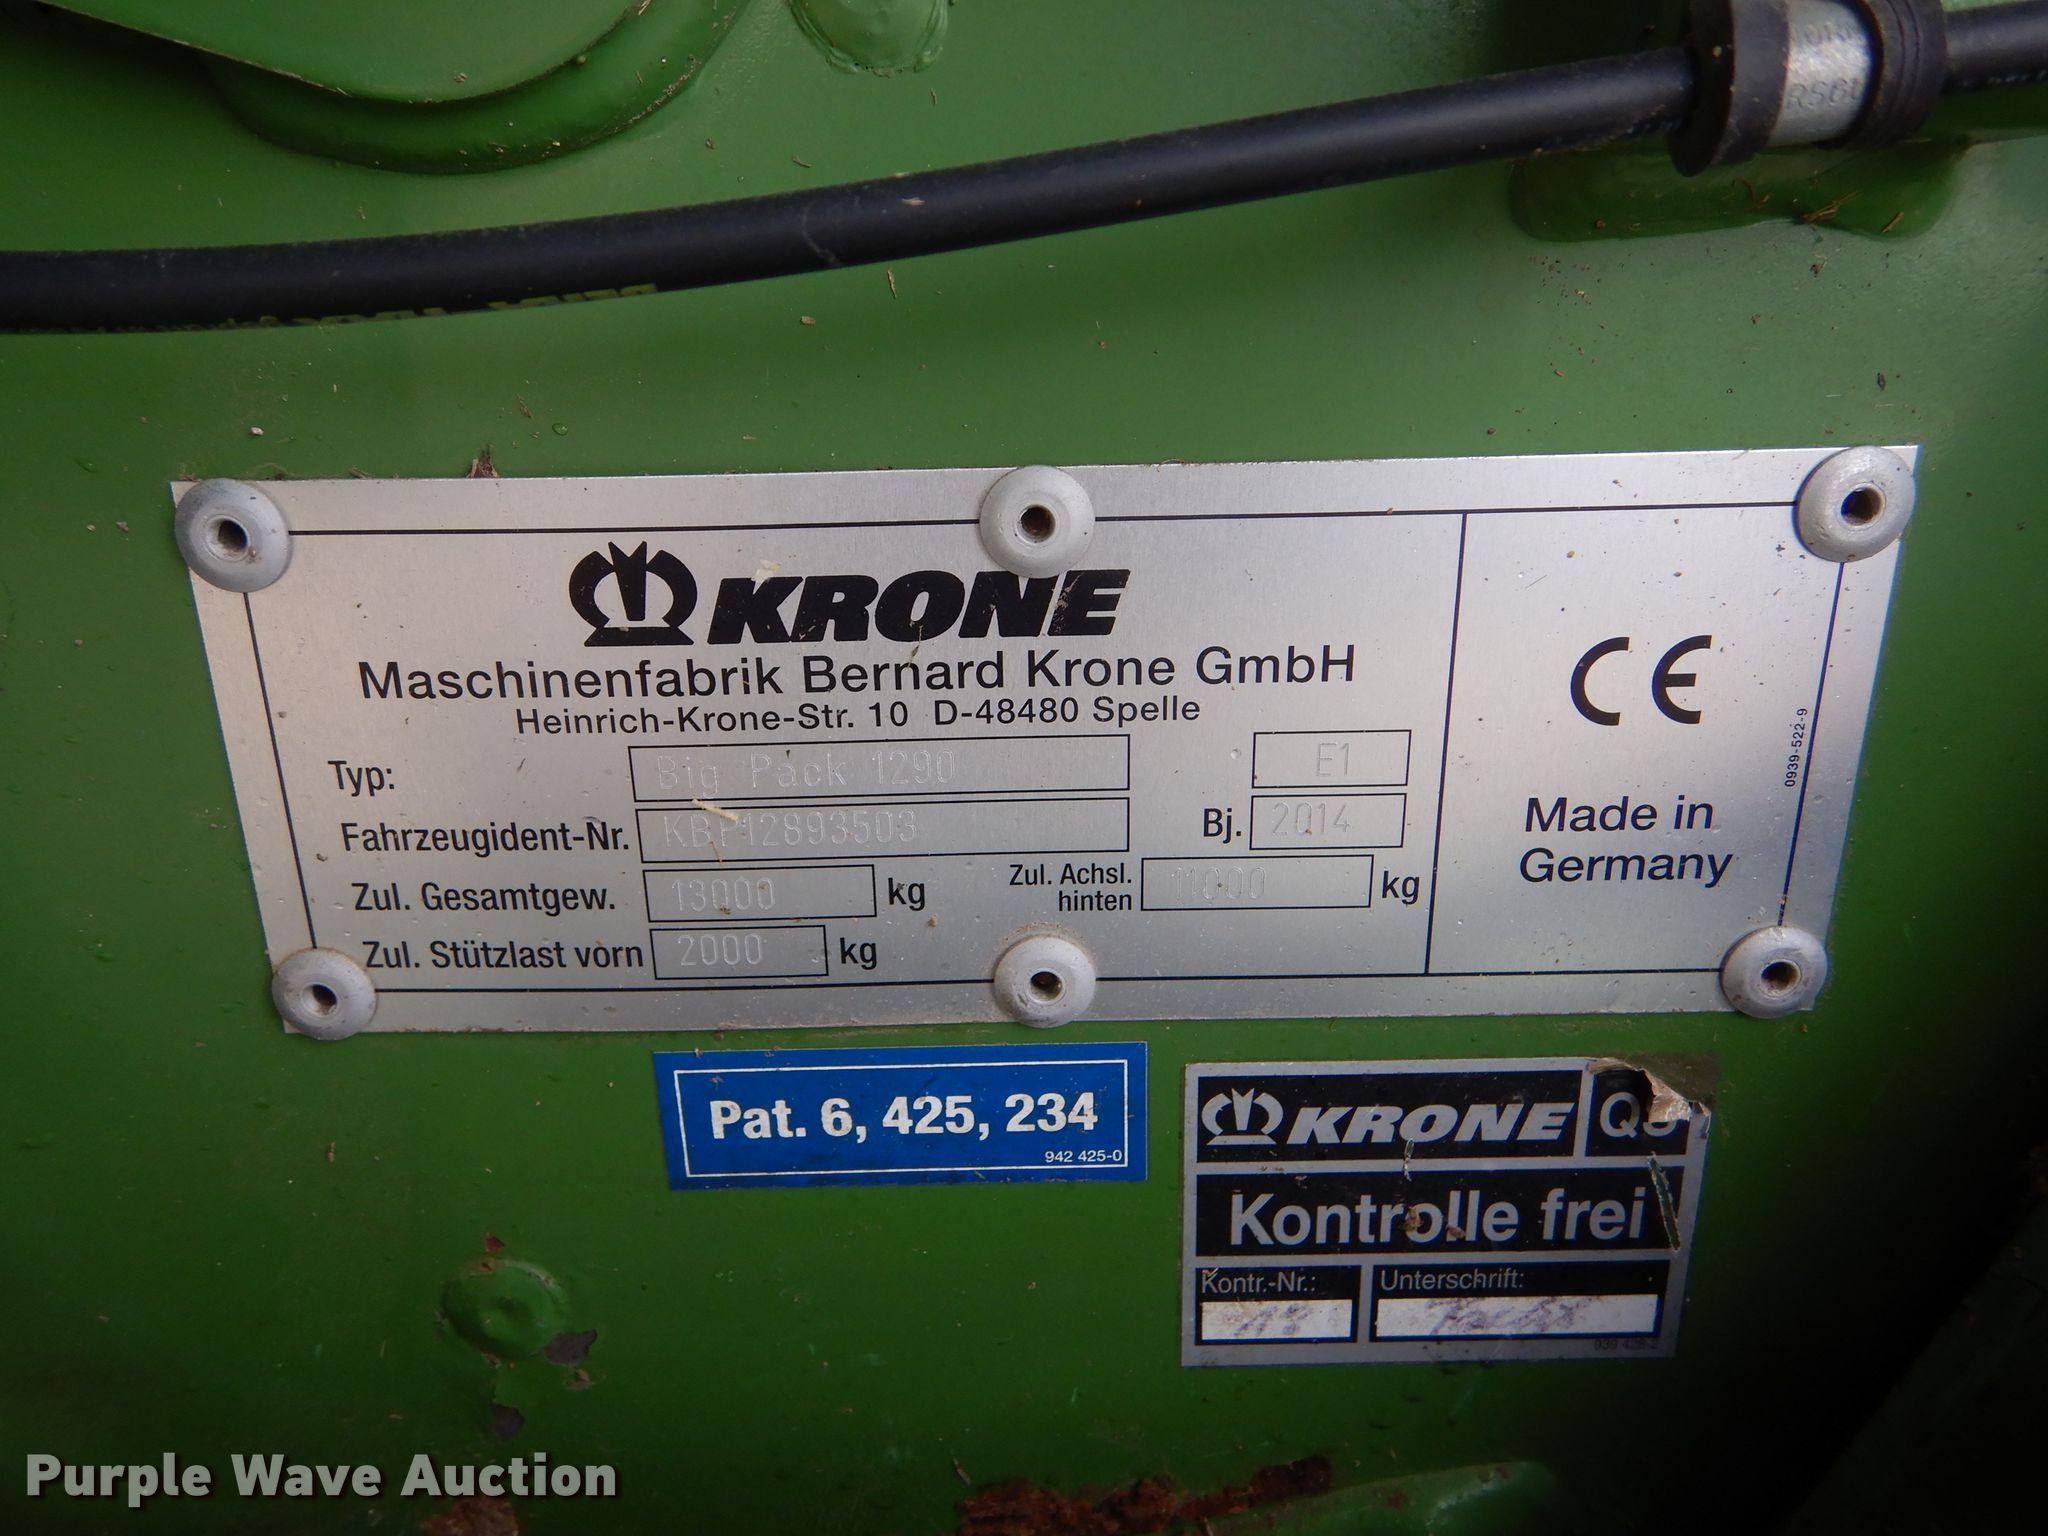 KRONE
Maschinenfabrik Bernard Krone GmbH
Heinrich-Krone-Str. 10 D-48480 Spelle
Typ: Big Pack 1290 E1
Fahrzeugident-Nr. KBP12893503 Bj. 2014
Zul. Gesamtgew. 13000 kg Zul. Achsl. hinten 11000 kg
Zul. Stützlast vorn 2000 kg
CE
0939-522-9
Made in
Germany
Pat. 6, 425, 234
942 425-0
KRONE
Kontrolle frei
Kontr.-Nr.: Unterschrift:
Purple Wave Auction